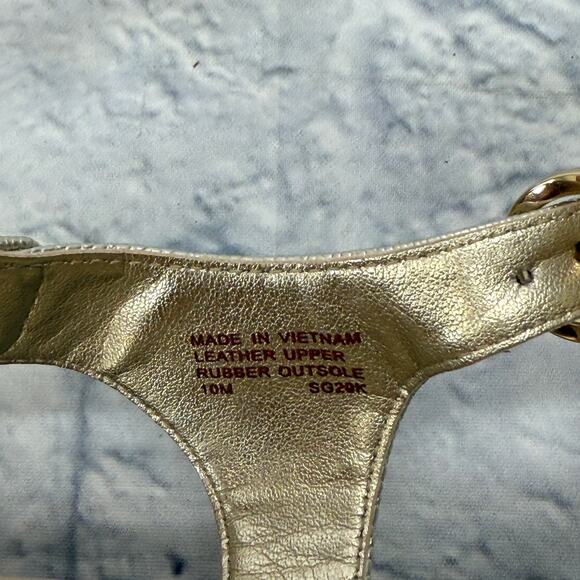 MADE IN VIETNAM
LEATHER UPPER
RUBBER OUTSOLE
10M SG29K